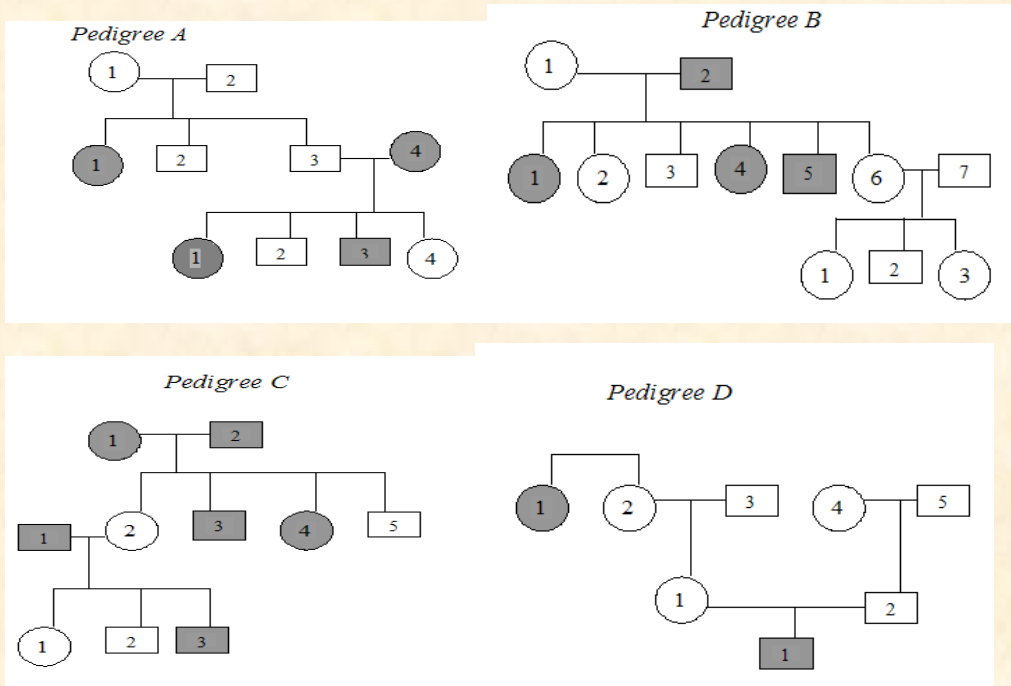 Pedigree A
1 2
1 2 3 4
1 2 3 4
Pedigree B
1 2
1 2 3 4 5 6 7
1 2 3
Pedigree C
1 2
1 2 3 4 5
1 2 3
Pedigree D
1 2 3 4 5
1 2
1